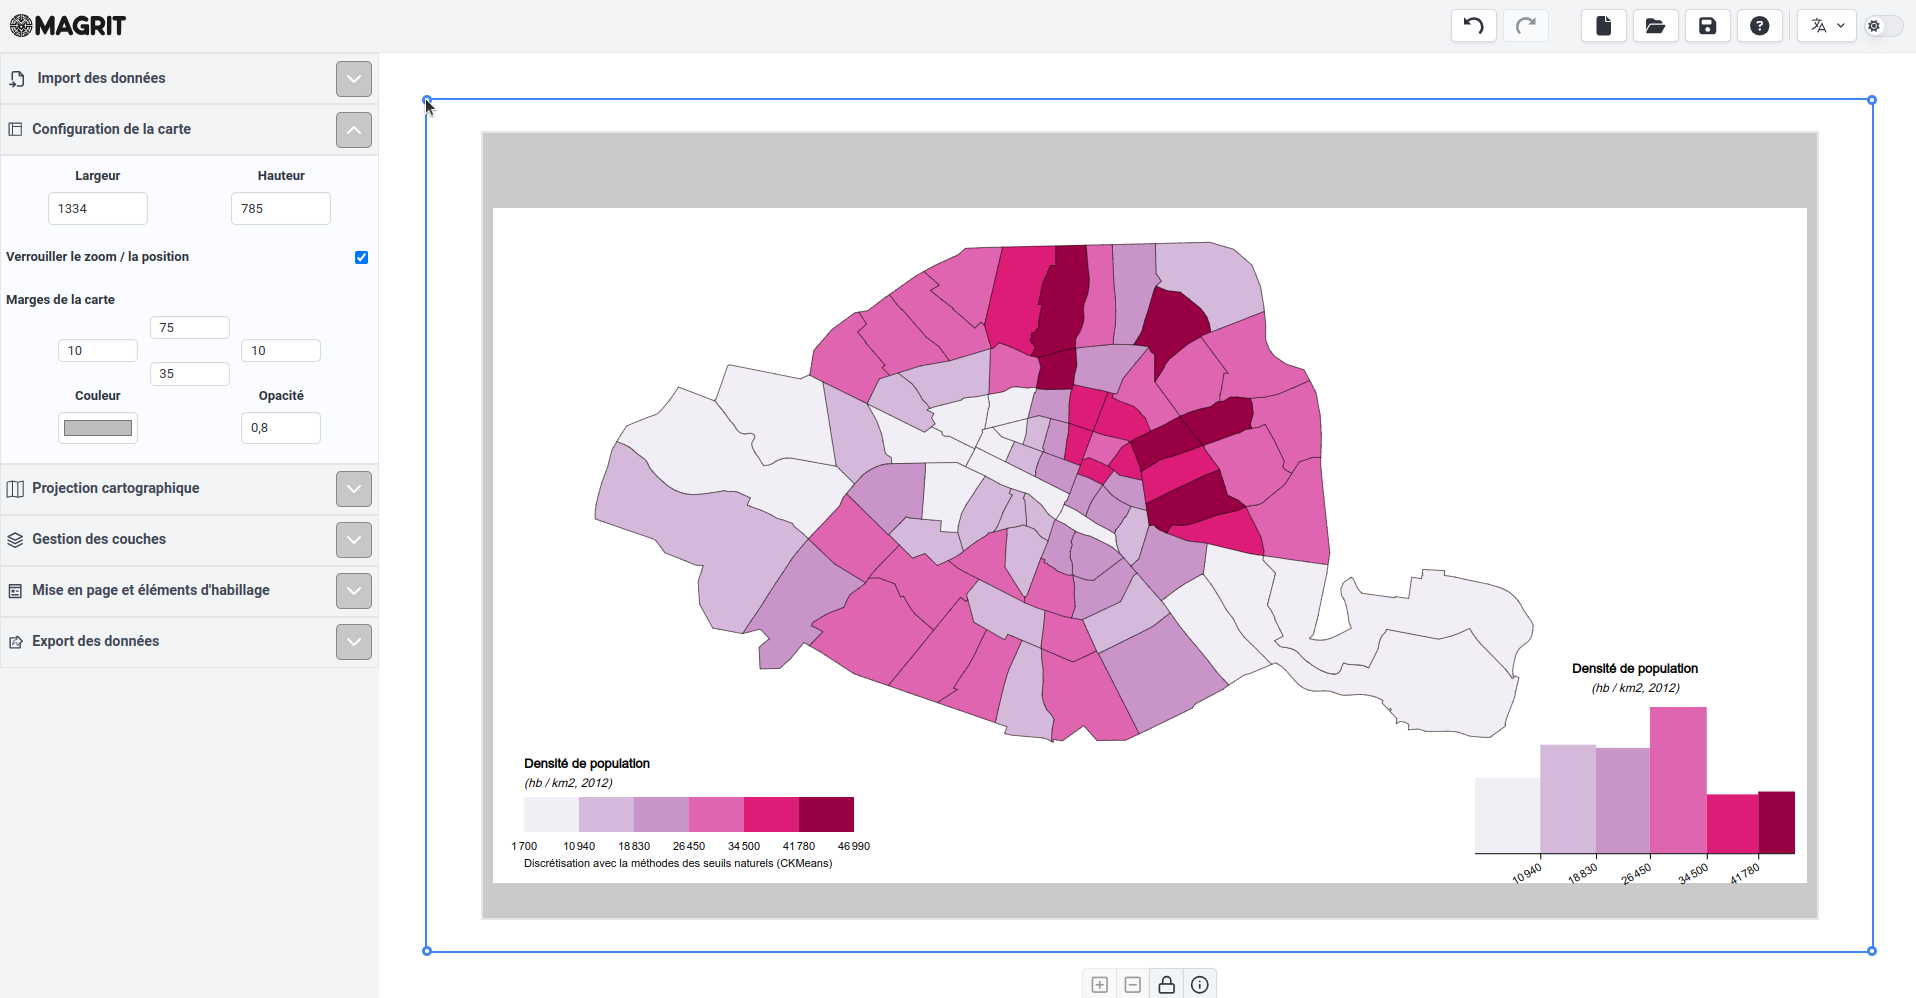 MAGRIT
Import des données
Configuration de la carte
Largeur
Hauteur
1334
785
Verrouiller le zoom / la position
Marges de la carte
75
10
10
35
Couleur
Opacité
0,8
Projection cartographique
Gestion des couches
Mise en page et éléments d'habillage
Export des données
Densité de population
(hb / km2, 2012)
10 940
18 830
26 450
34 500
41 780
Densité de population
(hb / km2, 2012)
1 700
10 940
18 830
26 450
34 500
41 780
46 990
Discrétisation avec la méthodes des seuils naturels (CKMeans)